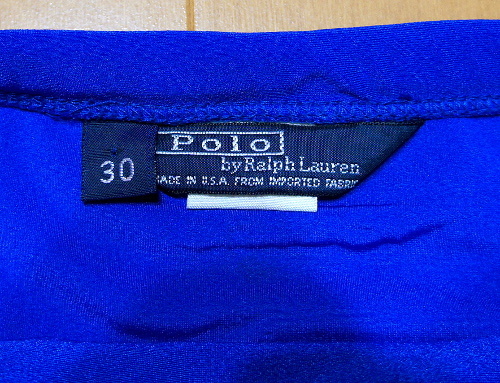 30
Polo
by Ralph Lauren
MADE IN U.S.A. FROM IMPORTED FABRIC